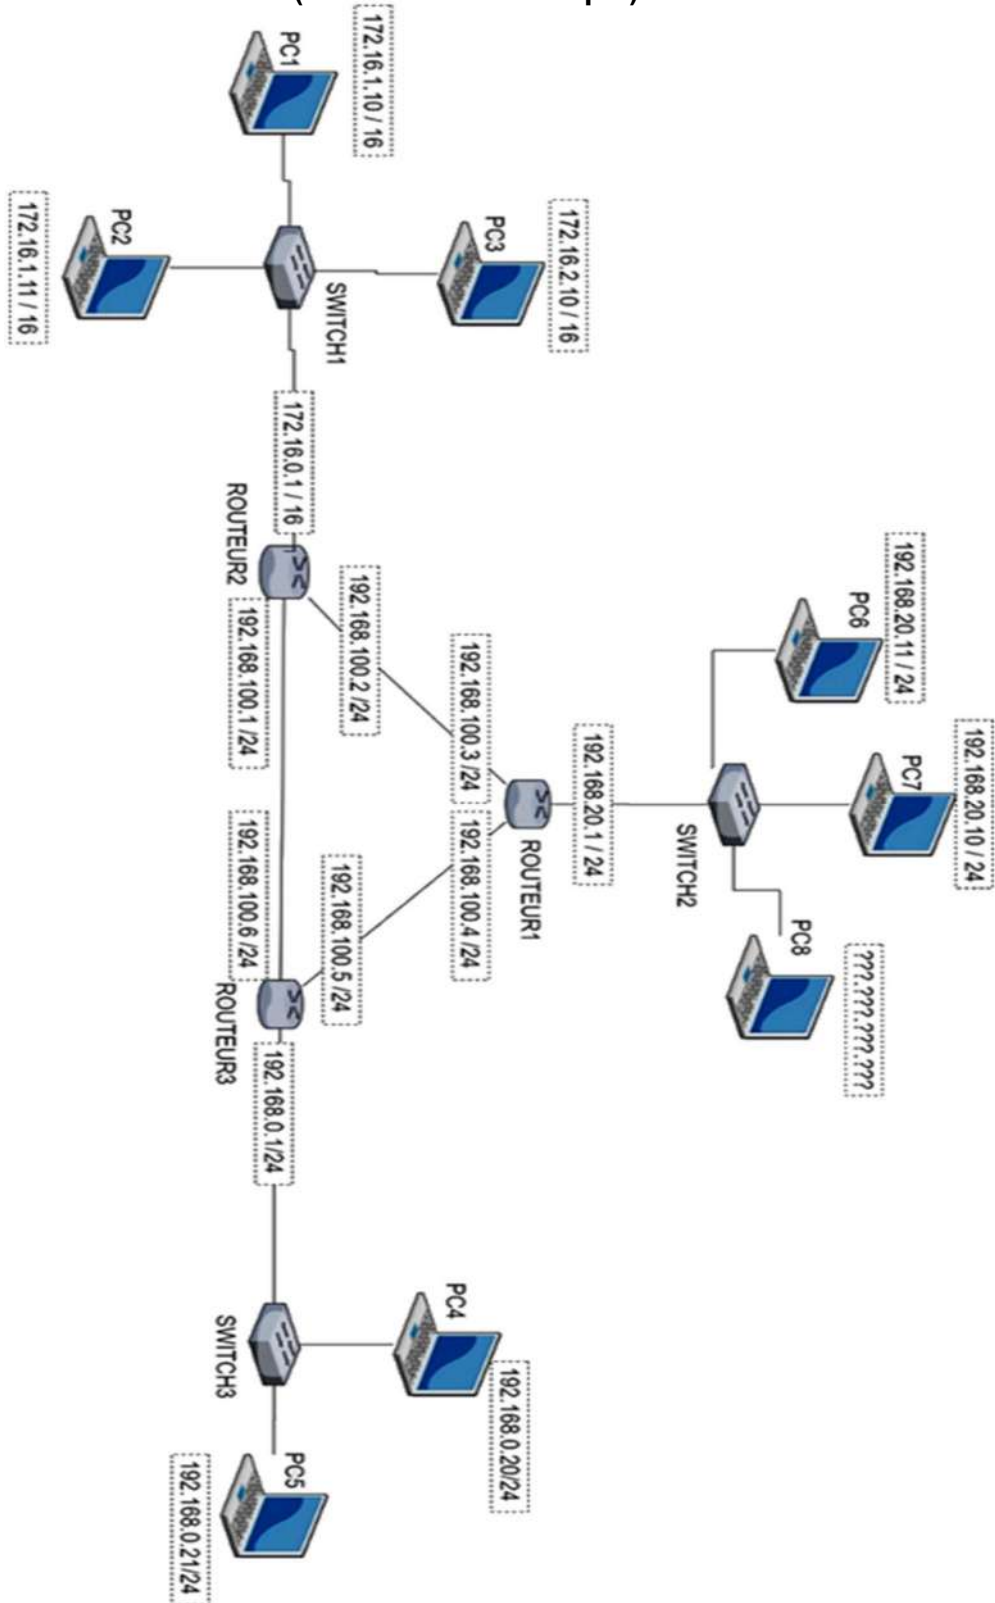 PC1
172.16.1.10 / 16
PC2
172.16.1.11 / 16
PC3
172.16.2.10 / 16
SWITCH1
172.16.0.1 / 16
ROUTEUR2
192.168.100.2 /24
192.168.100.1 /24
192.168.100.3 /24
192.168.100.4 /24
ROUTEUR1
192.168.20.1 / 24
SWITCH2
PC6
192.168.20.11 / 24
PC7
192.168.20.10 / 24
PC8
???.???.???.???
192.168.100.5 /24
192.168.100.6 /24
ROUTEUR3
192.168.0.1/24
SWITCH3
PC4
192.168.0.20/24
PC5
192.168.0.21/24